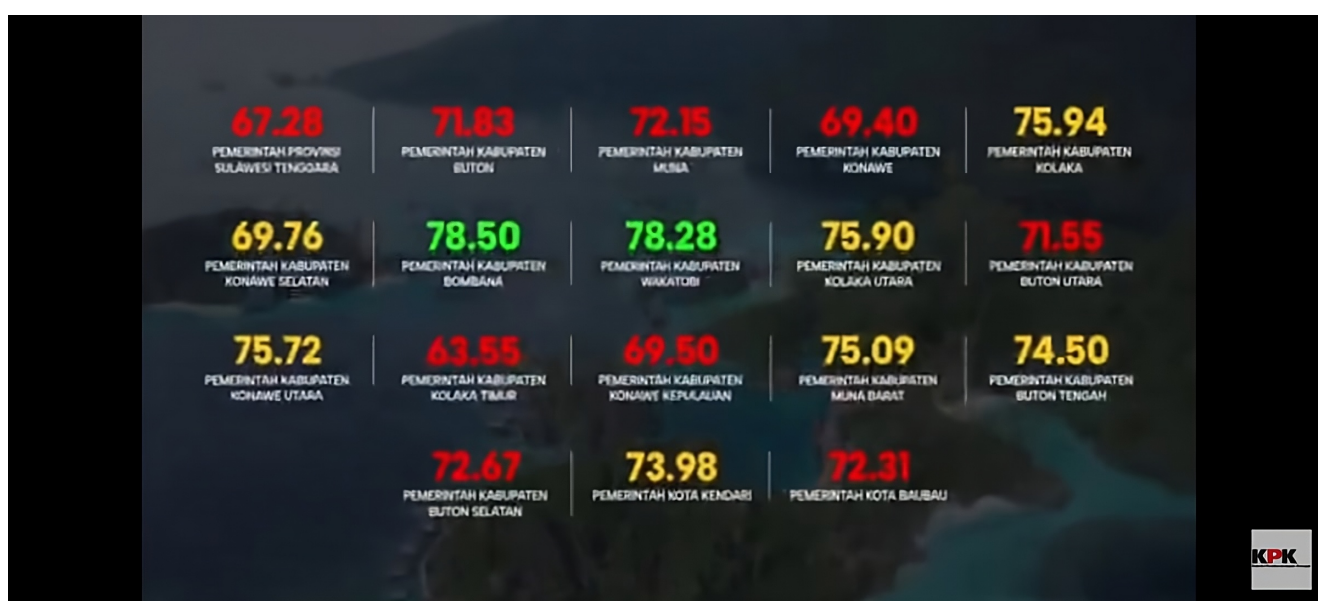 67.28
PEMERINTAH PROVINSI
SULAWESI TENGGARA
71.83
PEMERINTAH KABUPATEN
BUTON
72.15
PEMERINTAH KABUPATEN
MUNA
69.40
PEMERINTAH KABUPATEN
KONAWE
75.94
PEMERINTAH KABUPATEN
KOLAKA
69.76
PEMERINTAH KABUPATEN
KONAWE SELATAN
78.50
PEMERINTAH KABUPATEN
BOMBANA
78.28
PEMERINTAH KABUPATEN
WAKATOBI
75.90
PEMERINTAH KABUPATEN
KOLAKA UTARA
71.55
PEMERINTAH KABUPATEN
BUTON UTARA
75.72
PEMERINTAH KABUPATEN
KONAWE UTARA
63.55
PEMERINTAH KABUPATEN
KOLAKA TIMUR
69.50
PEMERINTAH KABUPATEN
KONAWE KEPULAUAN
75.09
PEMERINTAH KABUPATEN
MUNA BARAT
74.50
PEMERINTAH KABUPATEN
BUTON TENGAH
72.67
PEMERINTAH KABUPATEN
BUTON SELATAN
73.98
PEMERINTAH KOTA KENDARI
72.31
PEMERINTAH KOTA BAUBAU
KPK